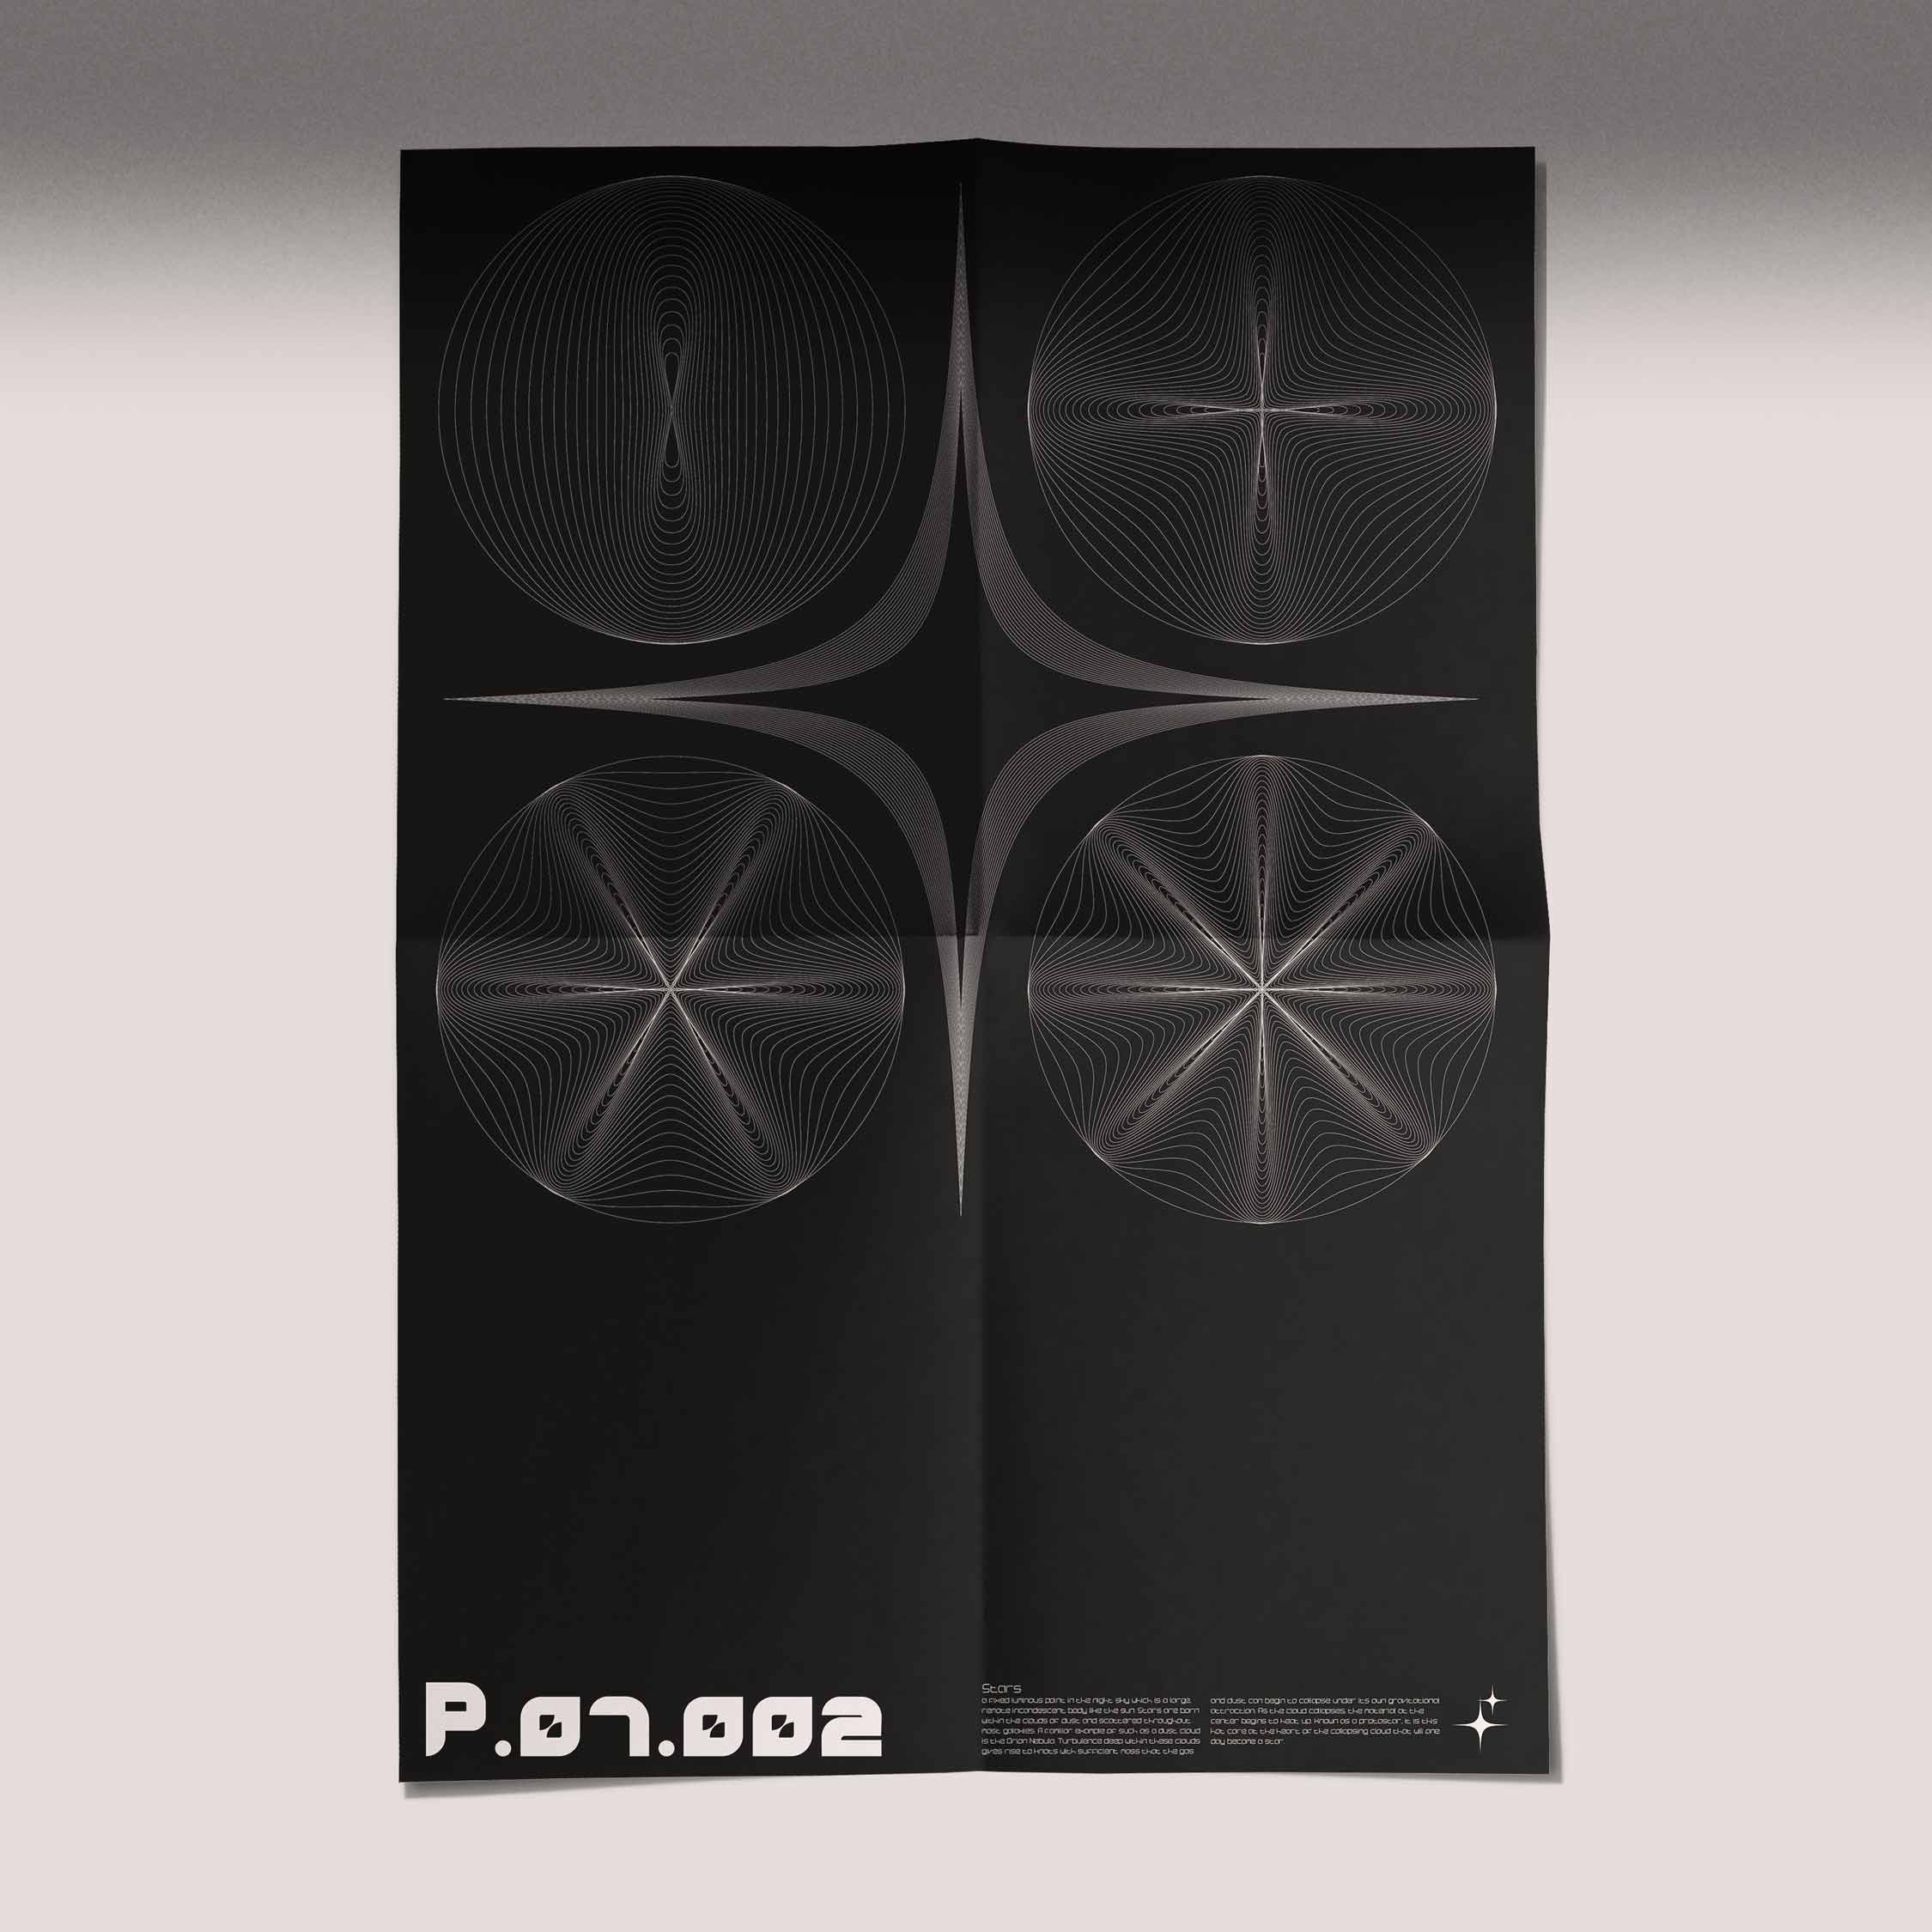 P.07.002
Stars
a fixed luminous point in the night sky which is a large,
remote incandescent body like the sun. Stars are born
within the clouds of dust and scattered throughout
most galaxies. A familiar example of such as a dust cloud
is the Orion Nebula. Turbulence deep within these clouds
gives rise to knots with sufficient mass that the gas
and dust can begin to collapse under its own gravitational
attraction. As the cloud collapses, the material at the
center begins to heat up. Known as a protostar, it is this
hot core at the heart of the collapsing cloud that will one
day become a star.